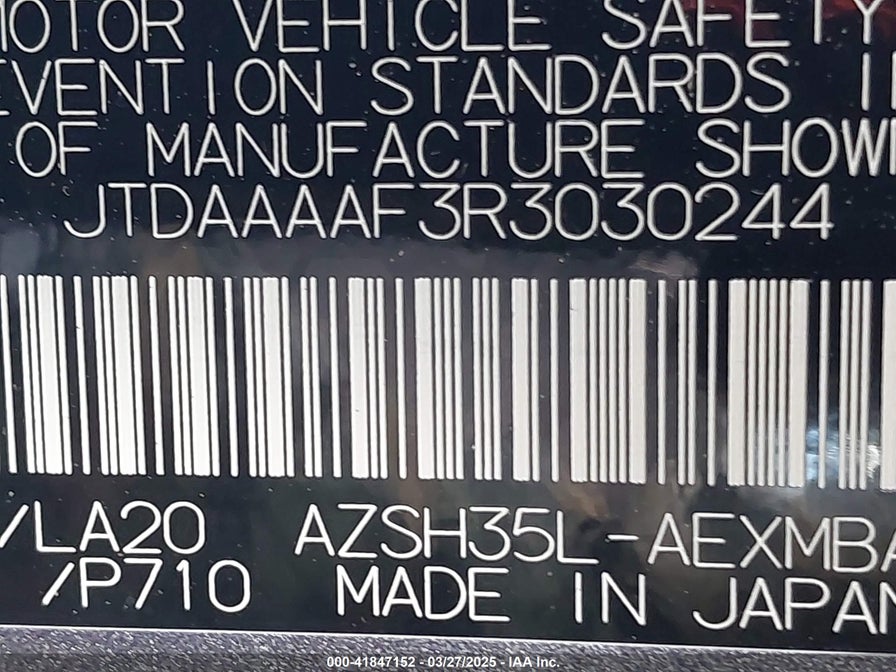 MOTOR VEHICLE SAFETY
EVENTION STANDARDS I
OF MANUFACTURE SHOW
JTDAAAAF3R3030244
/LA20 AZSH35L-AEXMBA
/P710 MADE IN JAPAN
000-41847152 - 03/27/2025 - IAA Inc.